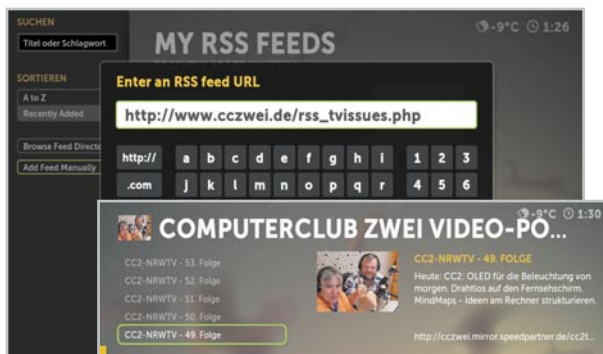 SUCHEN
Titel oder Schlagwort
SORTIEREN
A to Z
Recently Added
Browse Feed Directo
Add Feed Manually
MY RSS FEEDS
-9°C 1:26
Enter an RSS feed URL
http://www.cczwei.de/rss_tvissues.php
http:// a b c d e f g h i 1 2 3
.com j k l m n o p q r 4 5 6
-9°C 1:30
COMPUTERCLUB ZWEI VIDEO-PO...
CC2-NRWTV - 53. Folge
CC2-NRWTV - 52. Folge
CC2-NRWTV - 51. Folge
CC2-NRWTV - 50. Folge
CC2-NRWTV - 49. Folge
CC2-NRWTV - 49. FOLGE
Heute: CC2: OLED für die Beleuchtung von
morgen. Drahtlos auf den Fernsehschirm.
MindMaps - Ideen am Rechner strukturieren.
http://cczwei.mirror.speedpartner.de/cc2t...